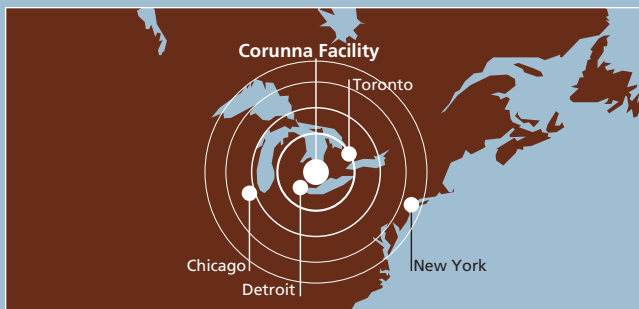 Corunna Facility
Toronto
Chicago
Detroit
New York